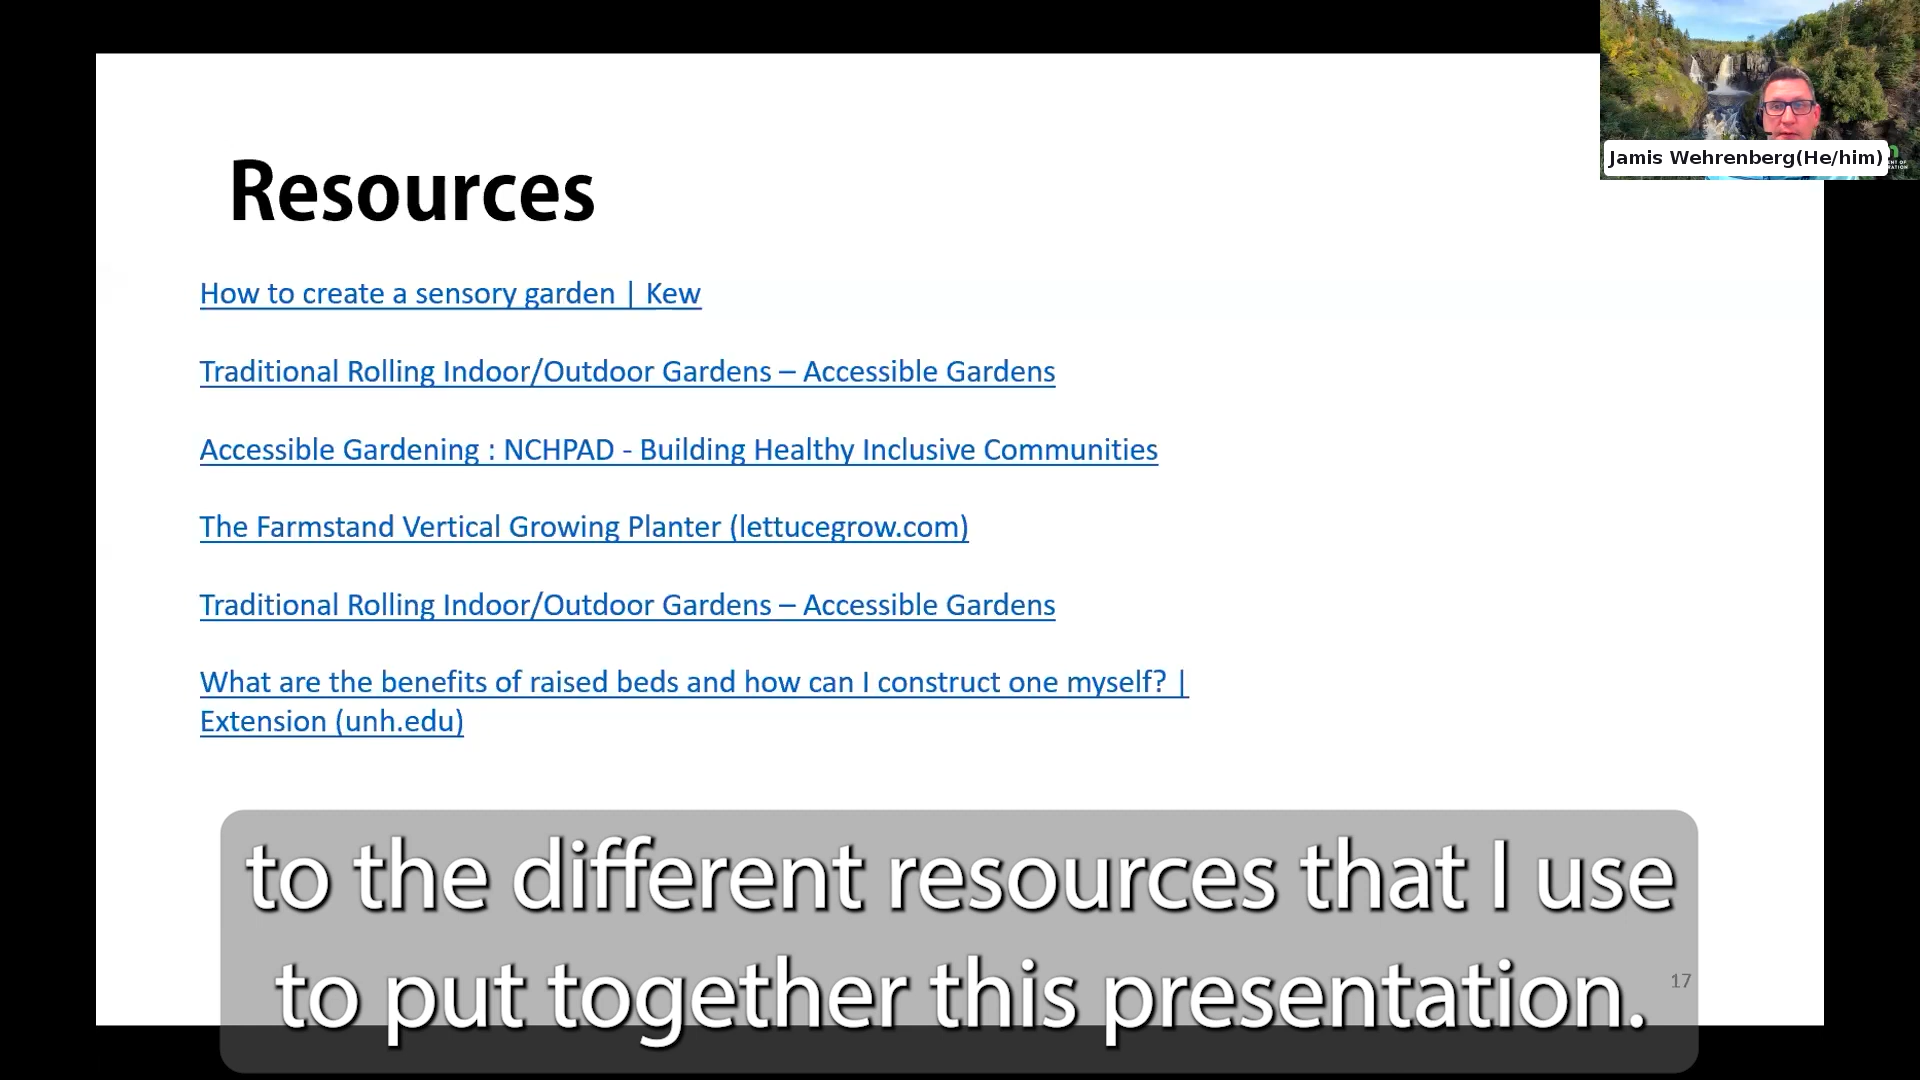 Jamis Wehrenberg(He/him)
Resources
How to create a sensory garden | Kew
Traditional Rolling Indoor/Outdoor Gardens – Accessible Gardens
Accessible Gardening : NCHPAD - Building Healthy Inclusive Communities
The Farmstand Vertical Growing Planter (lettucegrow.com)
Traditional Rolling Indoor/Outdoor Gardens – Accessible Gardens
What are the benefits of raised beds and how can I construct one myself? |
Extension (unh.edu)
to the different resources that I use
to put together this presentation.
17